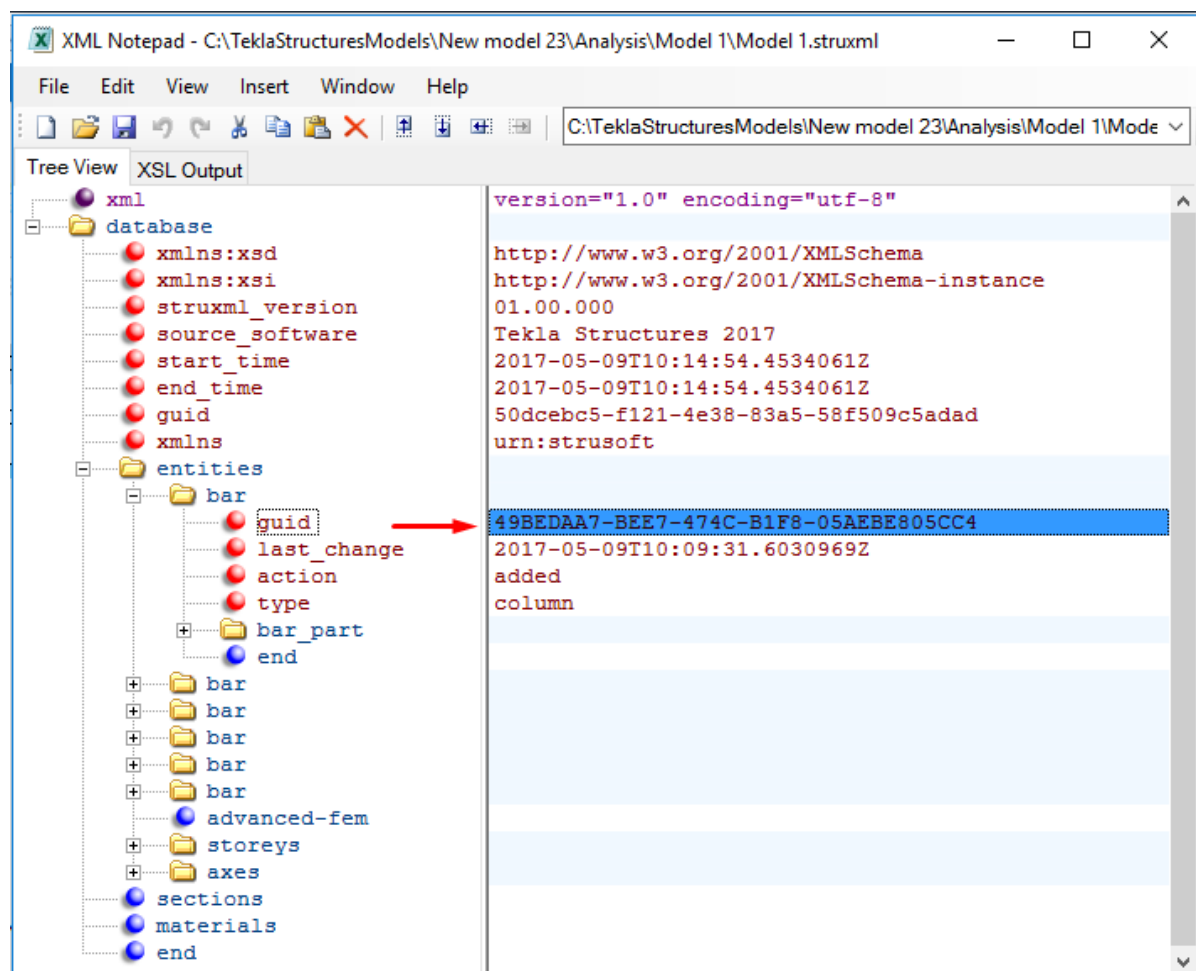 XML Notepad - C:\TeklaStructuresModels\New model 23\Analysis\Model 1\Model 1.struxml
File Edit View Insert Window Help
C:\TeklaStructuresModels\New model 23\Analysis\Model 1\Mode
Tree View XSL Output
xml version="1.0" encoding="utf-8"
database
xmlns:xsd http://www.w3.org/2001/XMLSchema
xmlns:xsi http://www.w3.org/2001/XMLSchema-instance
struxml_version 01.00.000
source_software Tekla Structures 2017
start_time 2017-05-09T10:14:54.4534061Z
end_time 2017-05-09T10:14:54.4534061Z
guid 50dcebc5-f121-4e38-83a5-58f509c5adad
xmlns urn:strusoft
entities
bar
guid 49BEDAA7-BEE7-474C-B1F8-05AEBE805CC4
last_change 2017-05-09T10:09:31.6030969Z
action added
type column
bar_part
end
bar
bar
bar
bar
bar
advanced-fem
storeys
axes
sections
materials
end